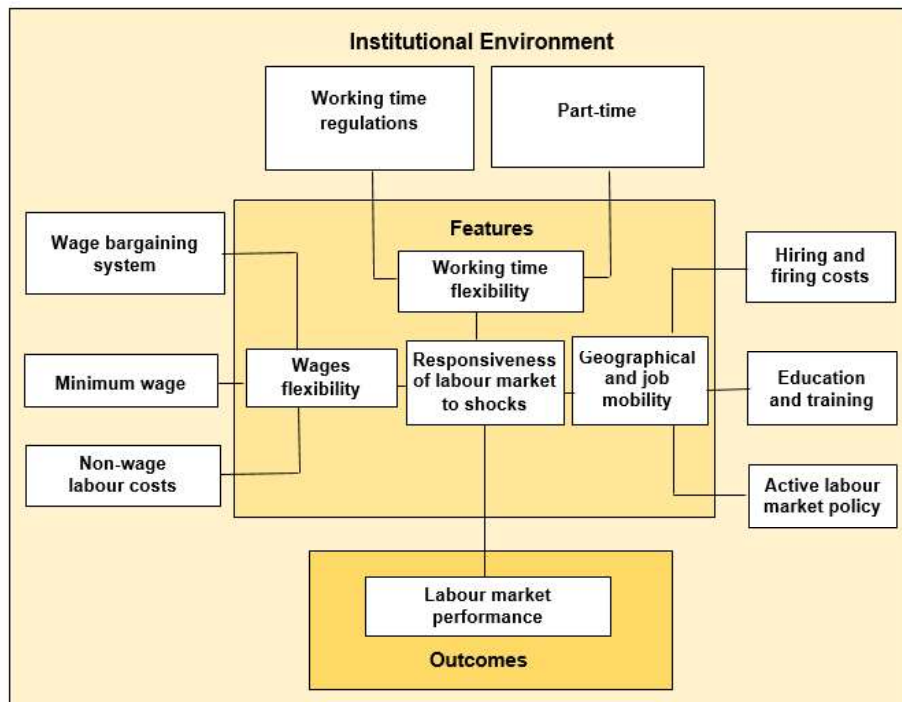 Institutional Environment
Working time
regulations
Part-time
Wage bargaining
system
Features
Working time
flexibility
Hiring and
firing costs
Minimum wage
Wages
flexibility
Responsiveness
of labour market
to shocks
Geographical
and job
mobility
Education
and training
Non-wage
labour costs
Active labour
market policy
Labour market
performance
Outcomes